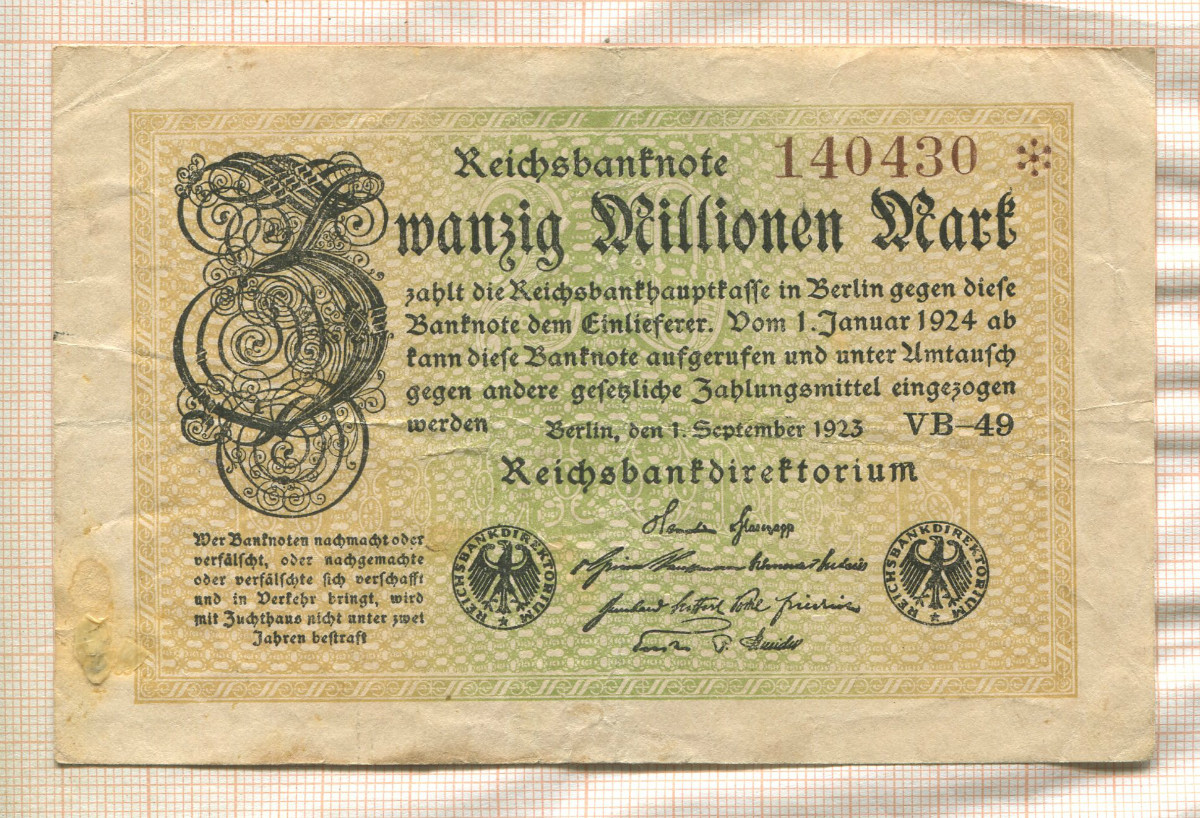 Reichsbanknote 140430 *
Zwanzig Millionen Mark
zahlt die Reichsbankhauptkasse in Berlin gegen diese
Banknote dem Einlieferer. Vom 1. Januar 1924 ab
kann diese Banknote aufgerufen und unter Umtausch
gegen andere gesetzliche Zahlungsmittel eingezogen
werden Berlin, den 1. September 1923 VB-49
Reichsbankdirektorium
Wer Banknoten nachmacht oder
verfälscht, oder nachgemachte
oder verfälschte sich verschafft
und in Verkehr bringt, wird
mit Zuchthaus nicht unter zwei
Jahren bestraft
REICHSBANKDIREKTORIUM
REICHSBANKDIREKTORIUM